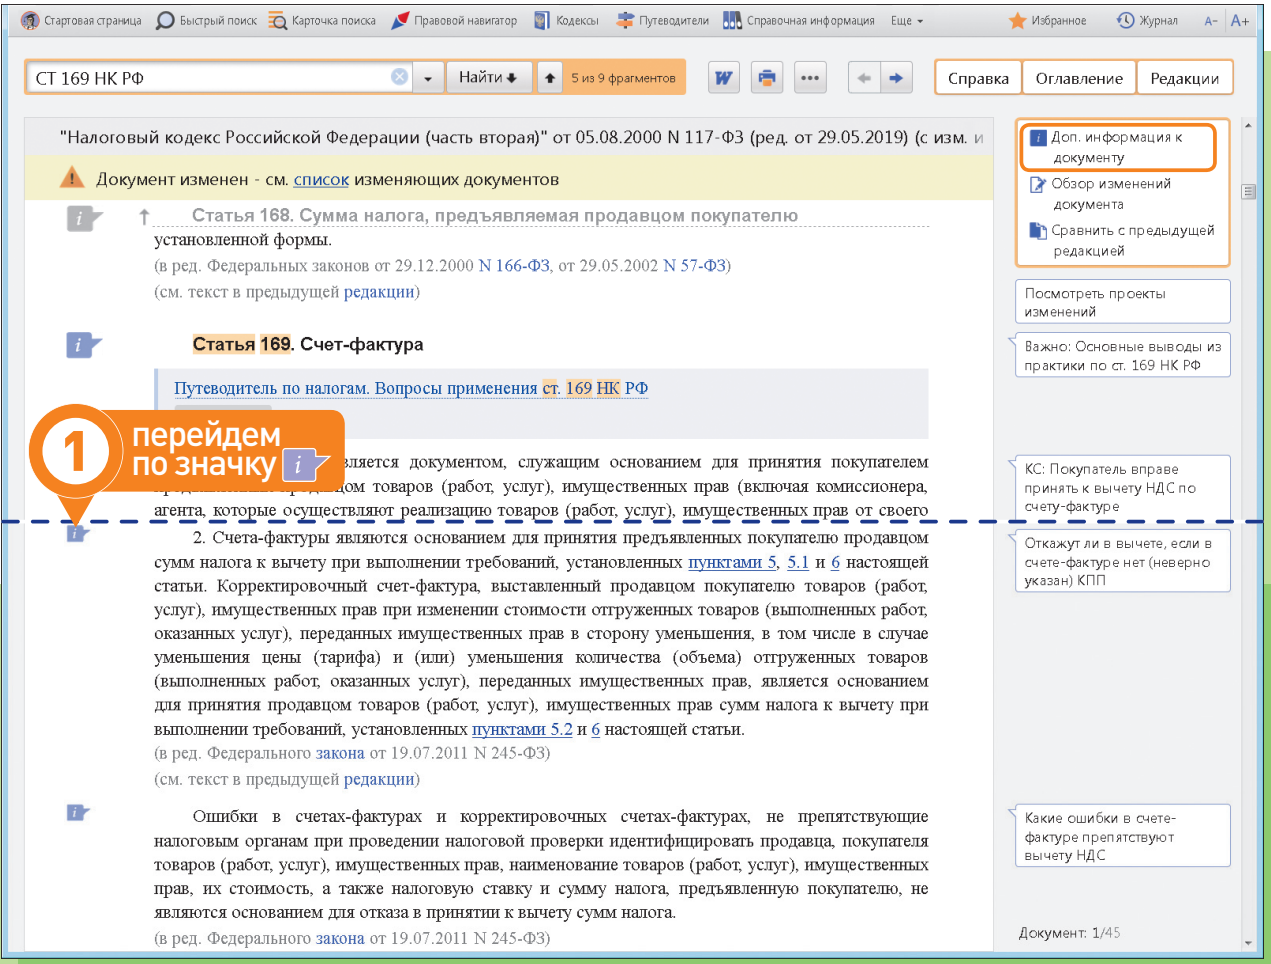 Стартовая страница Быстрый поиск Карточка поиска Правовой навигатор Кодексы Путеводители Справочная информация Еще Избранное Журнал А− А+
СТ 169 НК РФ Найти 5 из 9 фрагментов W Справка Оглавление Редакции
"Налоговый кодекс Российской Федерации (часть вторая)" от 05.08.2000 N 117-ФЗ (ред. от 29.05.2019) (с изм. и
Документ изменен - см. список изменяющих документов
Статья 168. Сумма налога, предъявляемая продавцом покупателю
установленной формы.
(в ред. Федеральных законов от 29.12.2000 N 166-ФЗ, от 29.05.2002 N 57-ФЗ)
(см. текст в предыдущей редакции)
Статья 169. Счет-фактура
Путеводитель по налогам. Вопросы применения ст. 169 НК РФ
1 перейдем
по значку i
документом, служащим основанием для принятия покупателем
товаров (работ, услуг), имущественных прав (включая комиссионера,
агента, которые осуществляют реализацию товаров (работ, услуг), имущественных прав от своего
2. Счета-фактуры являются основанием для принятия предъявленных покупателю продавцом
сумм налога к вычету при выполнении требований, установленных пунктами 5, 5.1 и 6 настоящей
статьи. Корректировочный счет-фактура, выставленный продавцом покупателю товаров (работ,
услуг), имущественных прав при изменении стоимости отгруженных товаров (выполненных работ,
оказанных услуг), переданных имущественных прав в сторону уменьшения, в том числе в случае
уменьшения цены (тарифа) и (или) уменьшения количества (объема) отгруженных товаров
(выполненных работ, оказанных услуг), переданных имущественных прав, является основанием
для принятия продавцом товаров (работ, услуг), имущественных прав сумм налога к вычету при
выполнении требований, установленных пунктами 5.2 и 6 настоящей статьи.
(в ред. Федерального закона от 19.07.2011 N 245-ФЗ)
(см. текст в предыдущей редакции)
Ошибки в счетах-фактурах и корректировочных счетах-фактурах, не препятствующие
налоговым органам при проведении налоговой проверки идентифицировать продавца, покупателя
товаров (работ, услуг), имущественных прав, наименование товаров (работ, услуг), имущественных
прав, их стоимость, а также налоговую ставку и сумму налога, предъявленную покупателю, не
являются основанием для отказа в принятии к вычету сумм налога.
(в ред. Федерального закона от 19.07.2011 N 245-ФЗ)
Доп. информация к
документу
Обзор изменений
документа
Сравнить с предыдущей
редакцией
Посмотреть проекты
изменений
Важно: Основные выводы из
практики по ст. 169 НК РФ
КС: Покупатель вправе
принять к вычету НДС по
счету-фактуре
Откажут ли в вычете, если в
счете-фактуре нет (неверно
указан) КПП
Какие ошибки в счете-
фактуре препятствуют
вычету НДС
Документ: 1/45